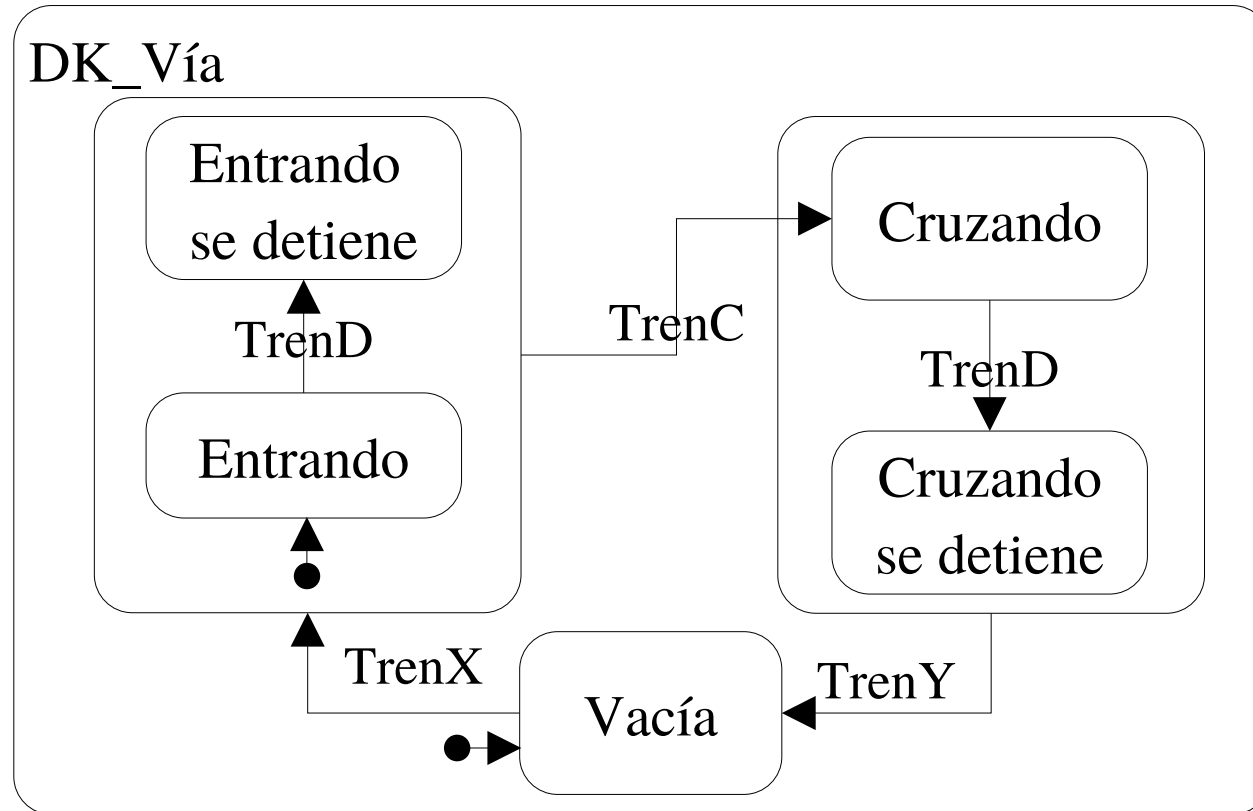 DK_Vía
Entrando
se detiene
TrenD
Entrando
TrenC
Cruzando
TrenD
Cruzando
se detiene
TrenX
Vacía
TrenY